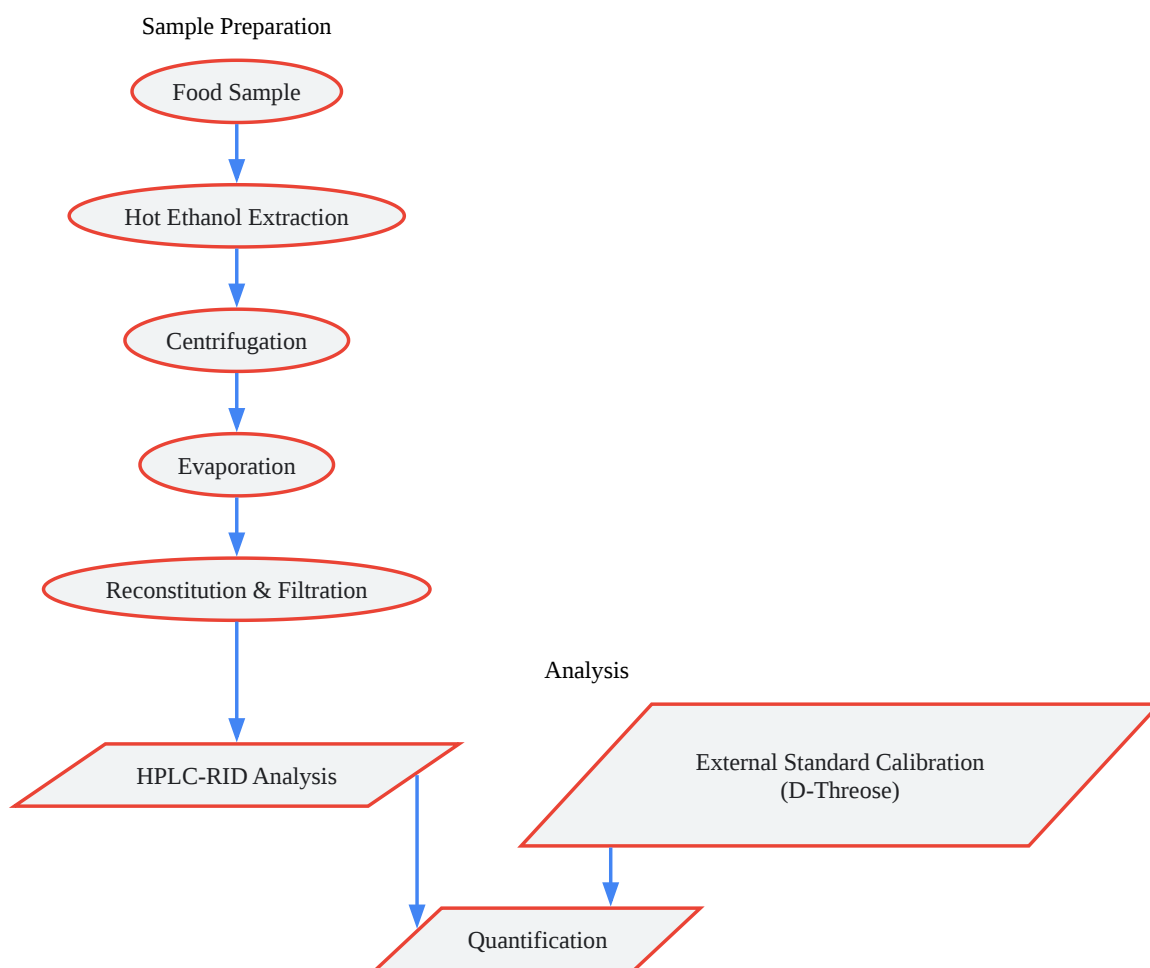 Sample Preparation
Food Sample
Hot Ethanol Extraction
Centrifugation
Evaporation
Reconstitution & Filtration
Analysis
HPLC-RID Analysis
External Standard Calibration
(D-Threose)
Quantification